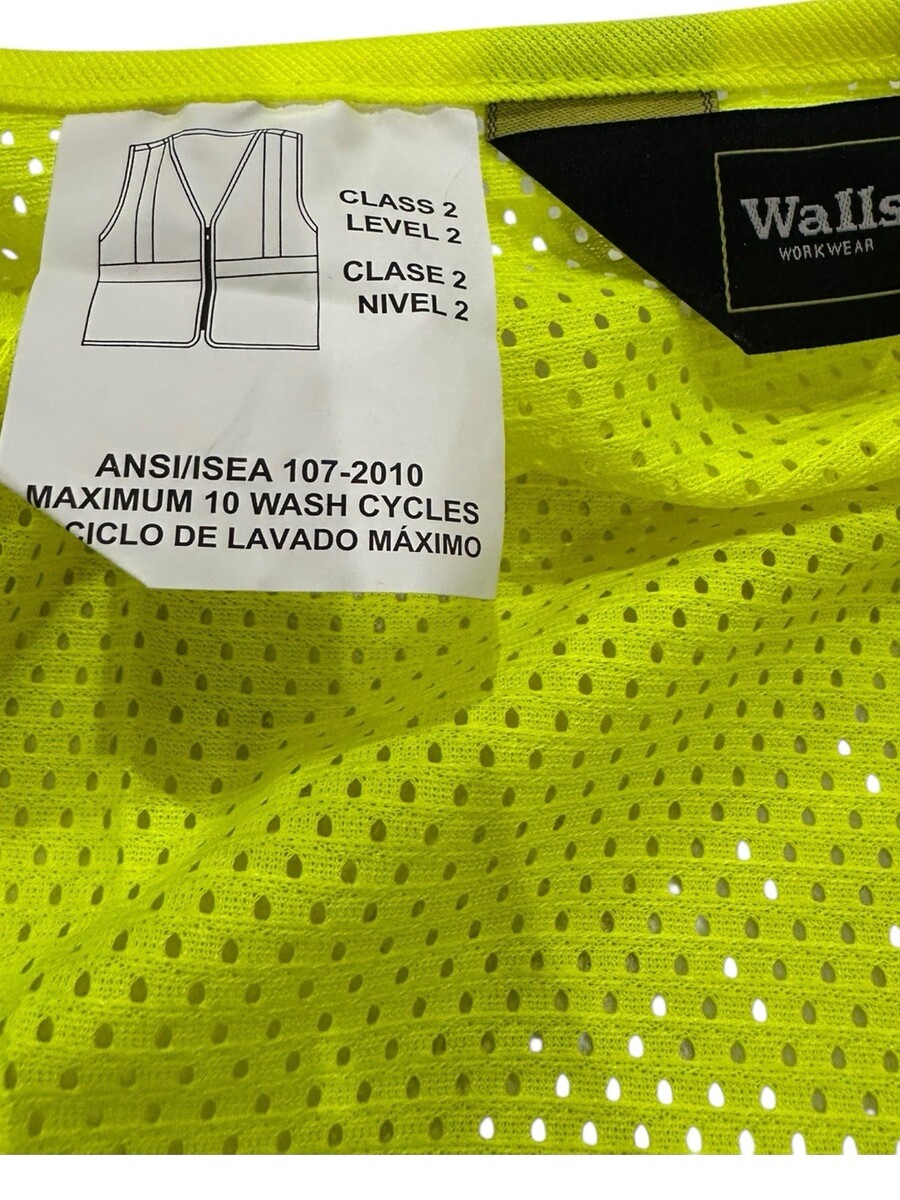 CLASS 2
LEVEL 2
CLASE 2
NIVEL 2
ANSI/ISEA 107-2010
MAXIMUM 10 WASH CYCLES
CICLO DE LAVADO MÁXIMO
Walls
WORKWEAR